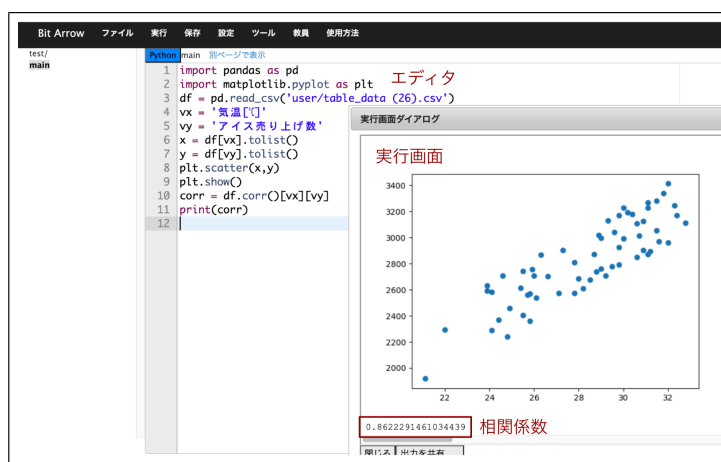 Bit Arrow ファイル 実行 保存 設定 ツール 教員 使用方法
test/
main
Python main 別ページで表示
エディタ
1 import pandas as pd
2 import matplotlib.pyplot as plt
3 df = pd.read_csv('user/table_data (26).csv')
4 vx = '気温[℃]'
5 vy = 'アイス売り上げ数'
6 x = df[vx].tolist()
7 y = df[vy].tolist()
8 plt.scatter(x,y)
9 plt.show()
10 corr = df.corr()[vx][vy]
11 print(corr)
12
実行画面ダイアログ
実行画面
3400
3200
3000
2800
2600
2400
2200
2000
22 24 26 28 30 32
0.8622291461034439 相関係数
閉じる 出力を共有